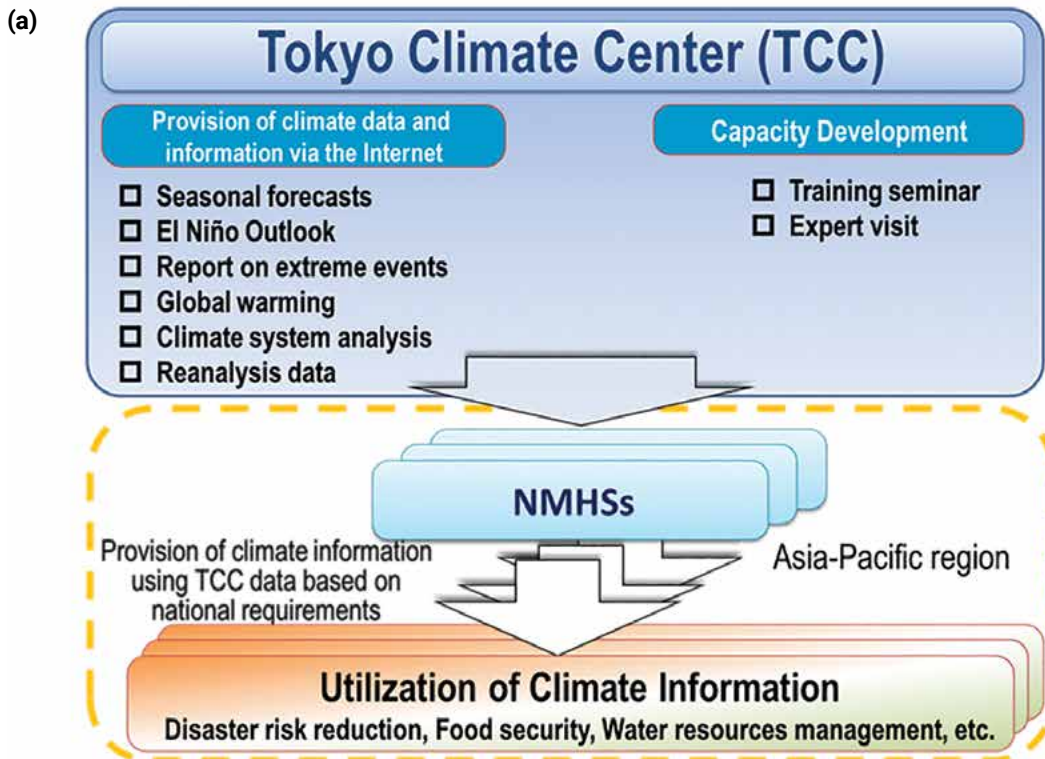 (a)
Tokyo Climate Center (TCC)
Provision of climate data and
information via the Internet
Seasonal forecasts
El Niño Outlook
Report on extreme events
Global warming
Climate system analysis
Reanalysis data
Capacity Development
Training seminar
Expert visit
NMHSs
Provision of climate information
using TCC data based on
national requirements
Asia-Pacific region
Utilization of Climate Information
Disaster risk reduction, Food security, Water resources management, etc.